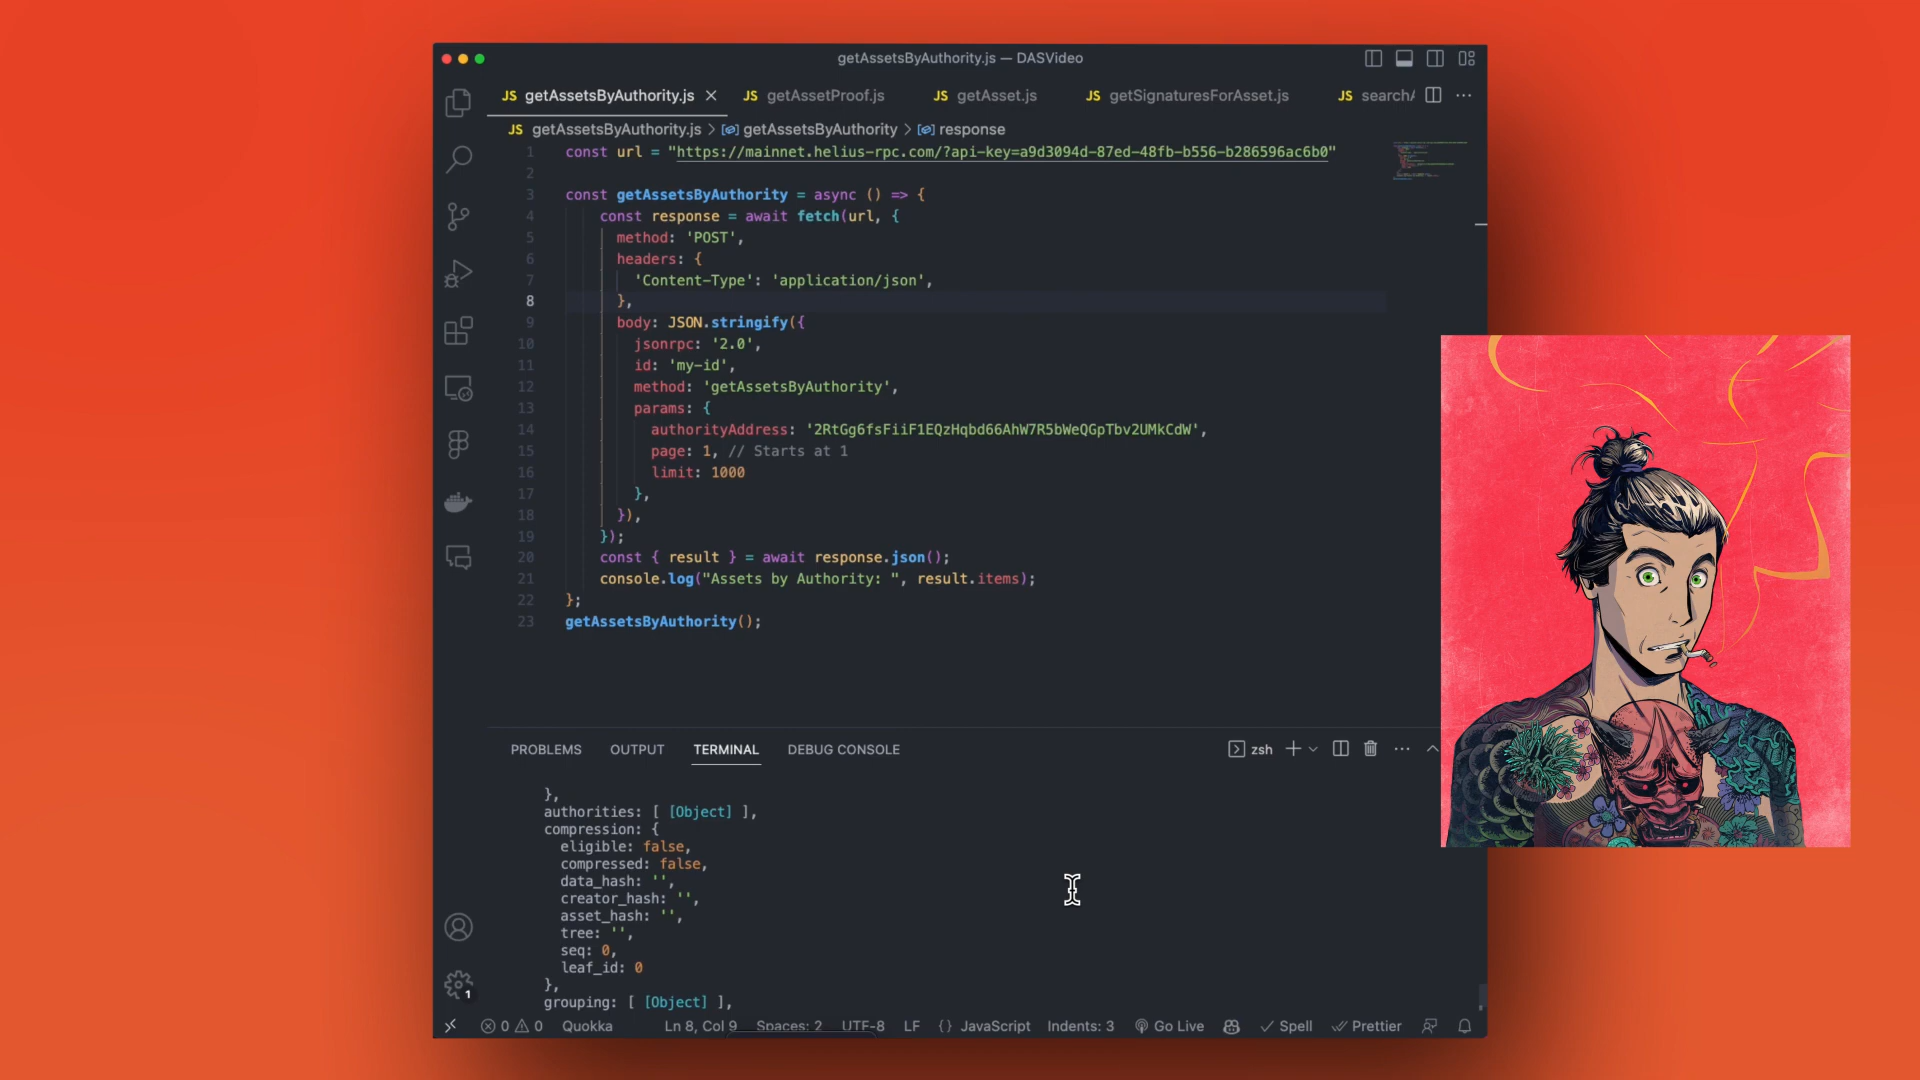 getAssetsByAuthority.js — DASVideo
JS getAssetsByAuthority.js JS getAssetProof.js JS getAsset.js JS getSignaturesForAsset.js JS searchA
JS getAssetsByAuthority.js > getAssetsByAuthority > response
1 const url = "https://mainnet.helius-rpc.com/?api-key=a9d3094d-87ed-48fb-b556-b286596ac6b0"
2
3 const getAssetsByAuthority = async () => {
4 const response = await fetch(url, {
5 method: 'POST',
6 headers: {
7 'Content-Type': 'application/json',
8 },
9 body: JSON.stringify({
10 jsonrpc: '2.0',
11 id: 'my-id',
12 method: 'getAssetsByAuthority',
13 params: {
14 authorityAddress: '2RtGg6fsFiiF1EQzHqbd66AhW7R5bWeQGpTbv2UMkCdW',
15 page: 1, // Starts at 1
16 limit: 1000
17 },
18 }),
19 });
20 const { result } = await response.json();
21 console.log("Assets by Authority: ", result.items);
22 };
23 getAssetsByAuthority();
PROBLEMS OUTPUT TERMINAL DEBUG CONSOLE zsh
},
authorities: [ [Object] ],
compression: {
eligible: false,
compressed: false,
data_hash: '',
creator_hash: '',
asset_hash: '',
tree: '',
seq: 0,
leaf_id: 0
},
grouping: [ [Object] ],
1
0 0 Quokka Ln 8, Col 9 Spaces: 2 UTF-8 LF {} JavaScript Indents: 3 Go Live Spell Prettier